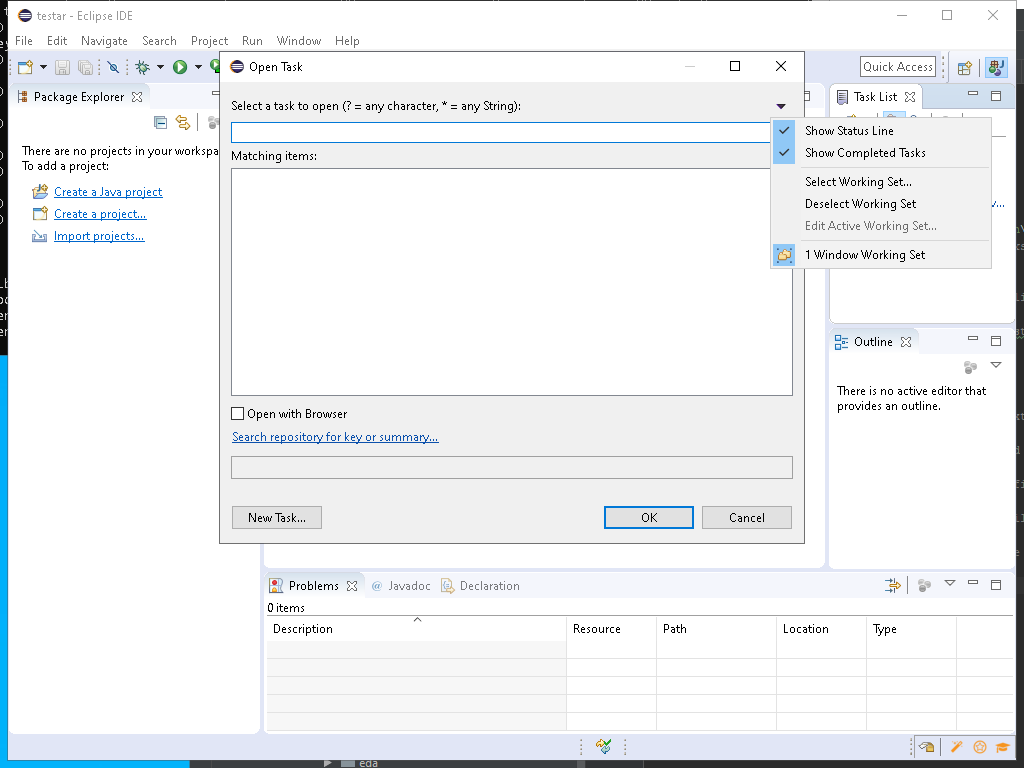 testar - Eclipse IDE
File Edit Navigate Search Project Run Window Help
Quick Access
Package Explorer
There are no projects in your workspa
To add a project:
Create a Java project
Create a project...
Import projects...
Open Task
Select a task to open (? = any character, * = any String):
Matching items:
Open with Browser
Search repository for key or summary...
New Task...
OK
Cancel
Task List
Show Status Line
Show Completed Tasks
Select Working Set...
Deselect Working Set
Edit Active Working Set...
1 Window Working Set
Outline
There is no active editor that
provides an outline.
Problems @ Javadoc Declaration
0 items
Description Resource Path Location Type
eda